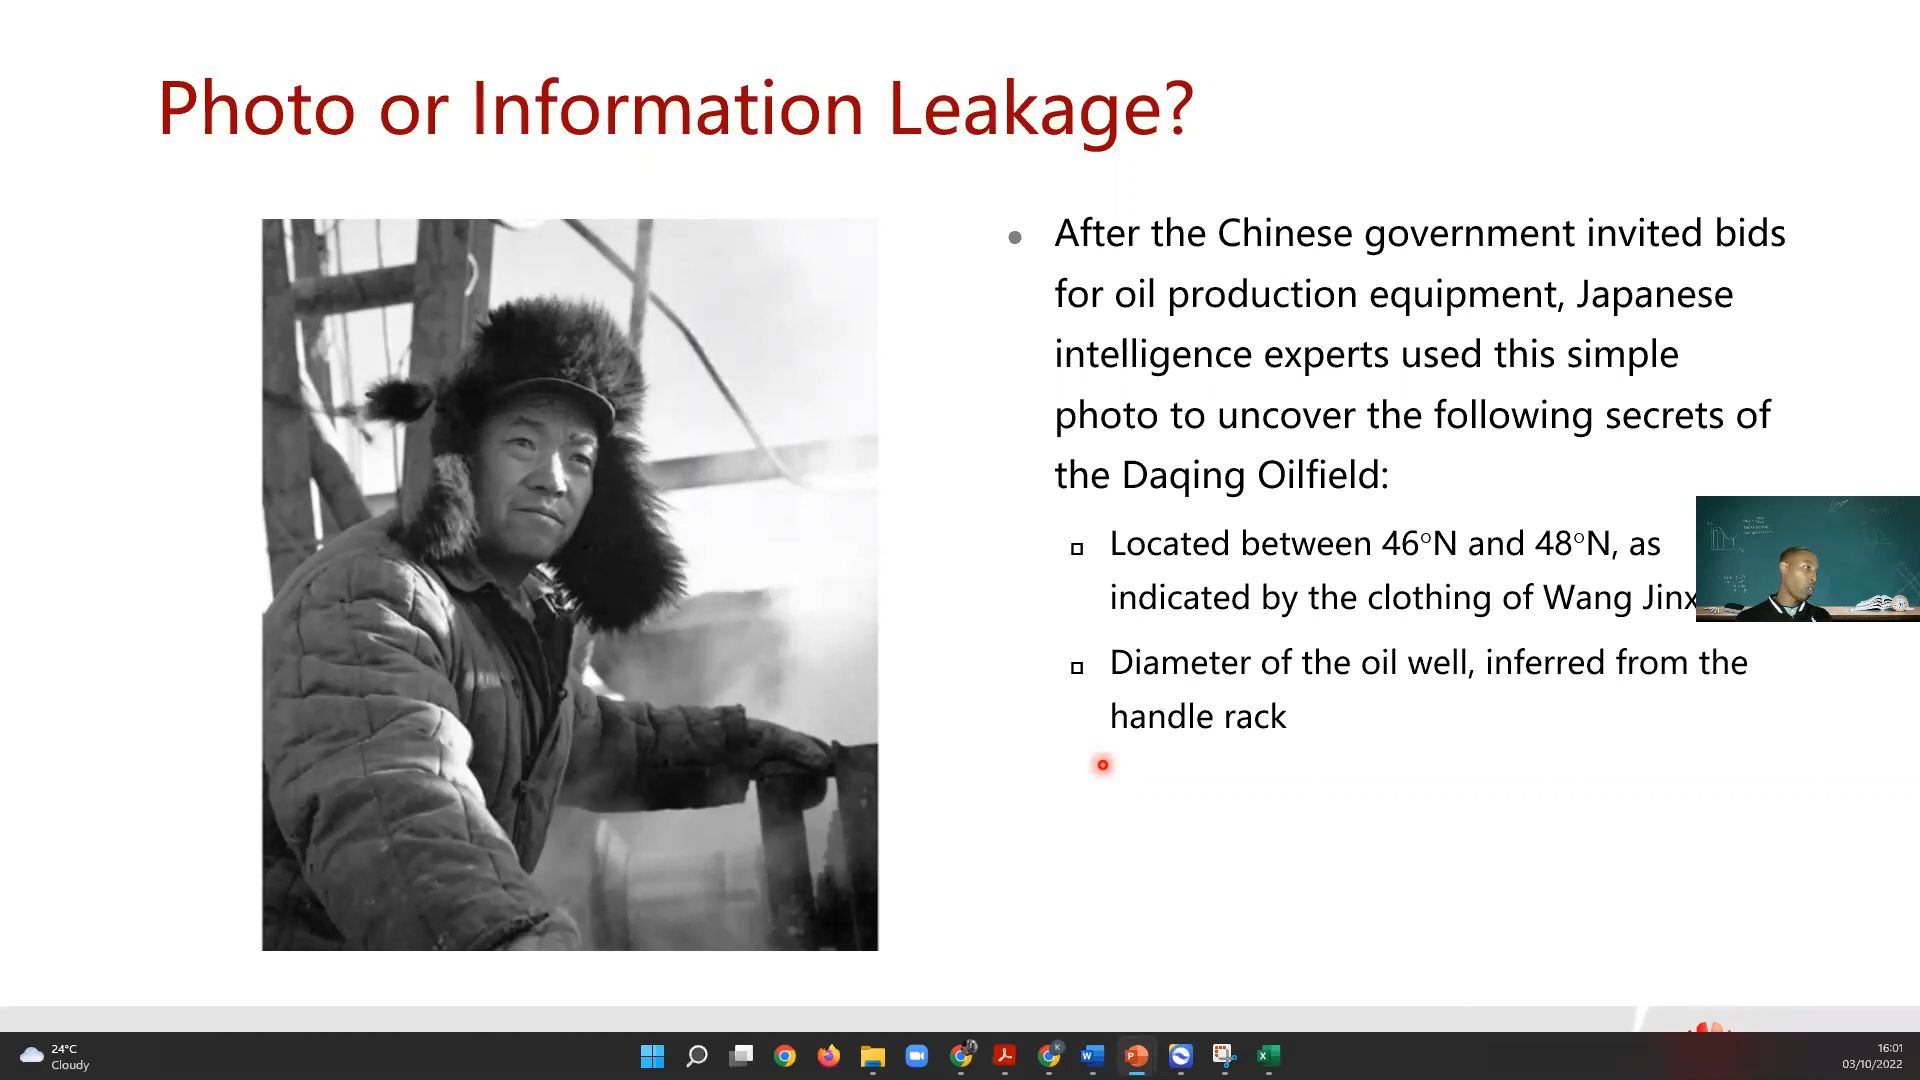 Photo or Information Leakage?
After the Chinese government invited bids
for oil production equipment, Japanese
intelligence experts used this simple
photo to uncover the following secrets of
the Daqing Oilfield:
Located between 46°N and 48°N, as
indicated by the clothing of Wang Jinx
Diameter of the oil well, inferred from the
handle rack
24°C
Cloudy
16:01
03/10/2022